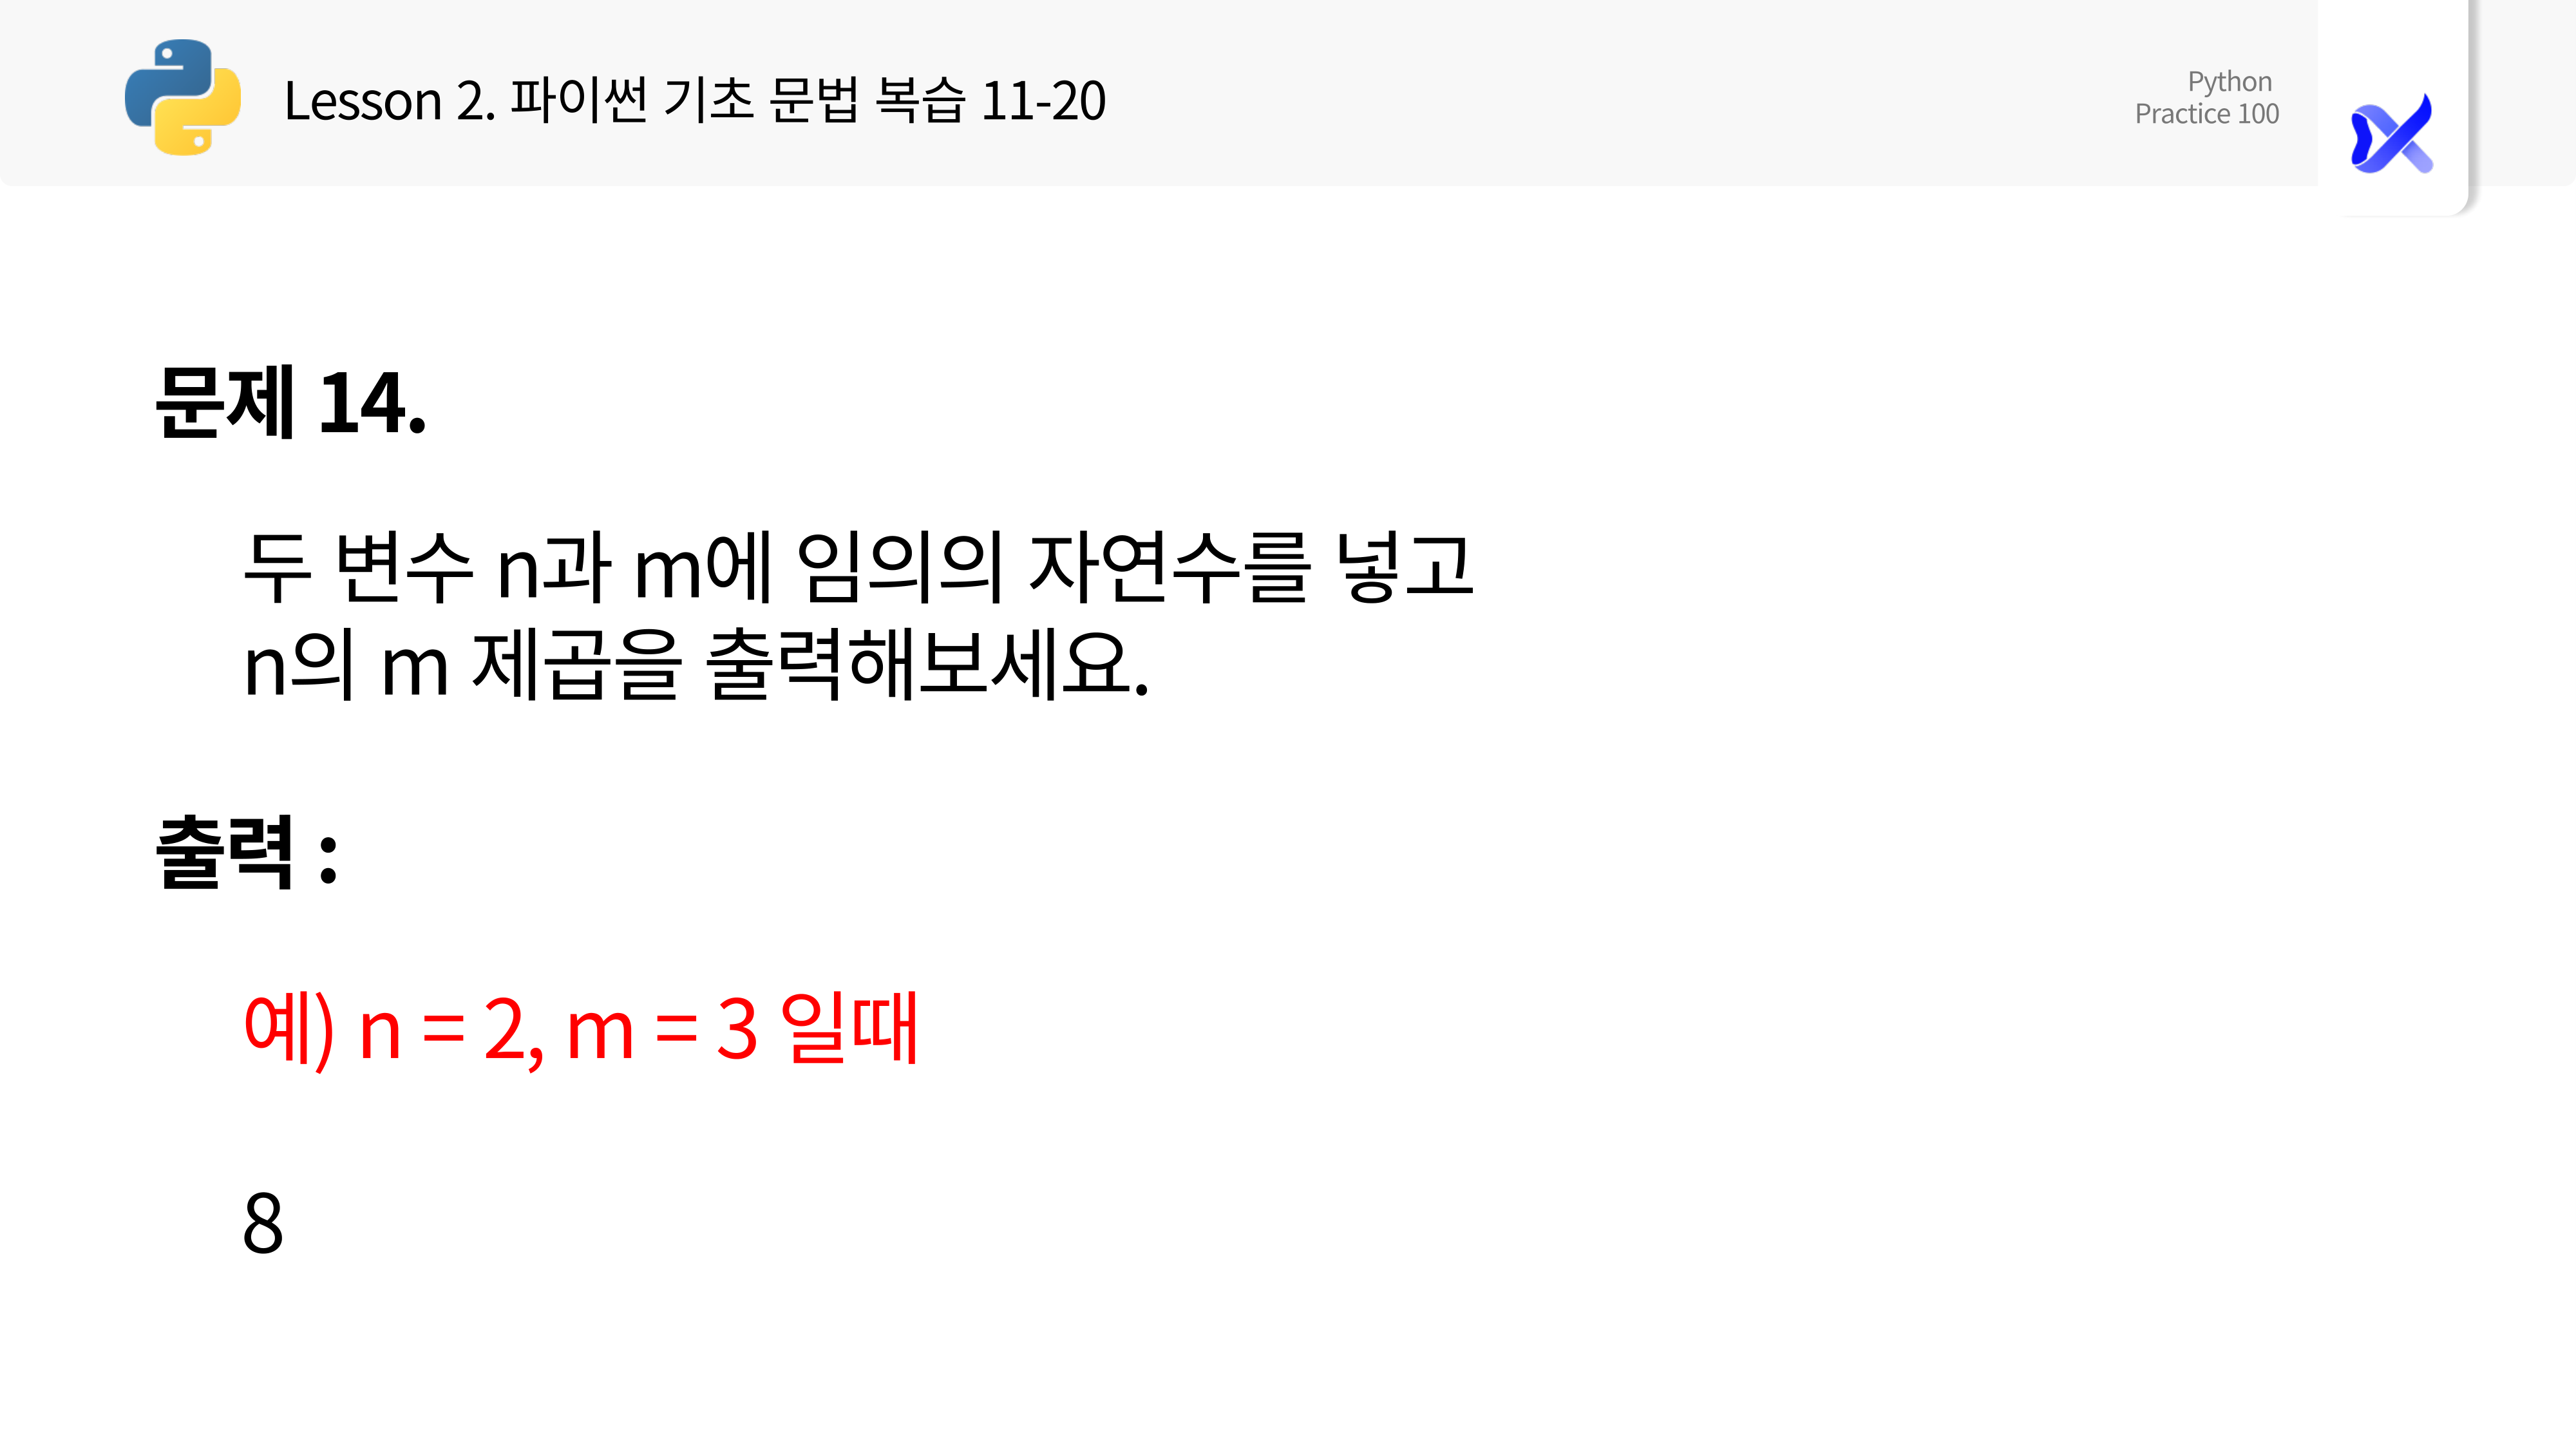 Lesson 2. 파이썬 기초 문법 복습 11-20
Python
Practice 100
문제 14.
두 변수 n과 m에 임의의 자연수를 넣고
n의 m 제곱을 출력해보세요.
출력 :
예) n = 2, m = 3 일때
8